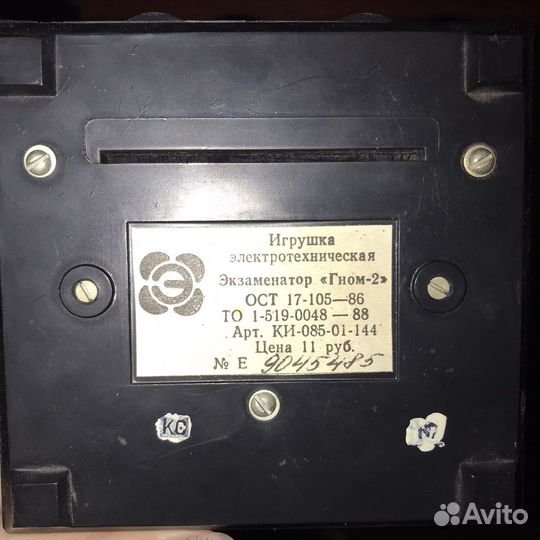 Игрушка
электротехническая
Экзаменатор «Гном-2»
ОСТ 17-105—86
ТО 1-519-0048 — 88
Арт. КИ-085-01-144
Цена 11 руб.
№ Е 9045485
Э
КС
Avito